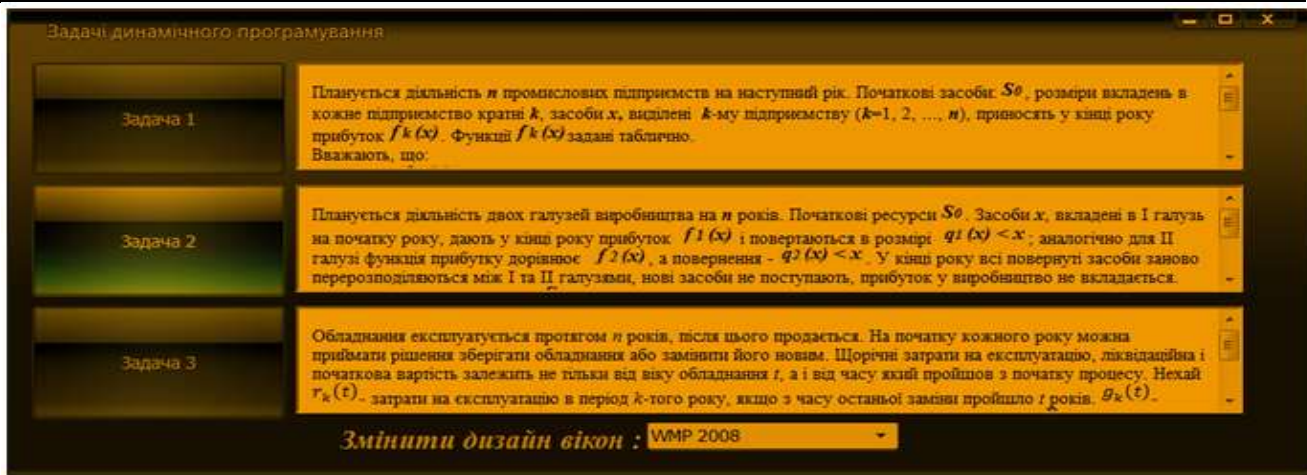 Задачі динамічного програмування
Задача 1
Планується діяльність n промислових підприємств на наступний рік. Початкові засоби: S₀, розміри вкладень в
кожне підприємство кратні k, засоби x, виділені k-му підприємству (k=1, 2, ..., n), приносять у кінці року
прибуток f k (x). Функції f k (x) задані таблично.
Вважають, що:
Задача 2
Планується діяльність двох галузей виробництва на n років. Початкові ресурси S₀. Засоби x, вкладені в I галузь
на початку року, дають у кінці року прибуток f 1 (x) і повертаються в розмірі q1 (x) < x; аналогічно для II
галузі функція прибутку дорівнює f 2 (x), а повернення - q2 (x) < x. У кінці року всі повернуті засоби заново
перерозподіляються між I та II галузями, нові засоби не поступають, прибуток у виробництво не вкладається.
Задача 3
Обладнання експлуатується протягом n років, після цього продається. На початку кожного року можна
приймати рішення зберігати обладнання або замінити його новим. Щорічні затрати на експлуатацію, ліквідаційна і
початкова вартість залежить не тільки від віку обладнання t, а і від часу який пройшов з початку процесу. Нехай
rₖ(t)- затрати на експлуатацію в період k-того року, якщо з часу останьої заміни пройшло t років. gₖ(t)-
Змінити дизайн вікон : WMP 2008